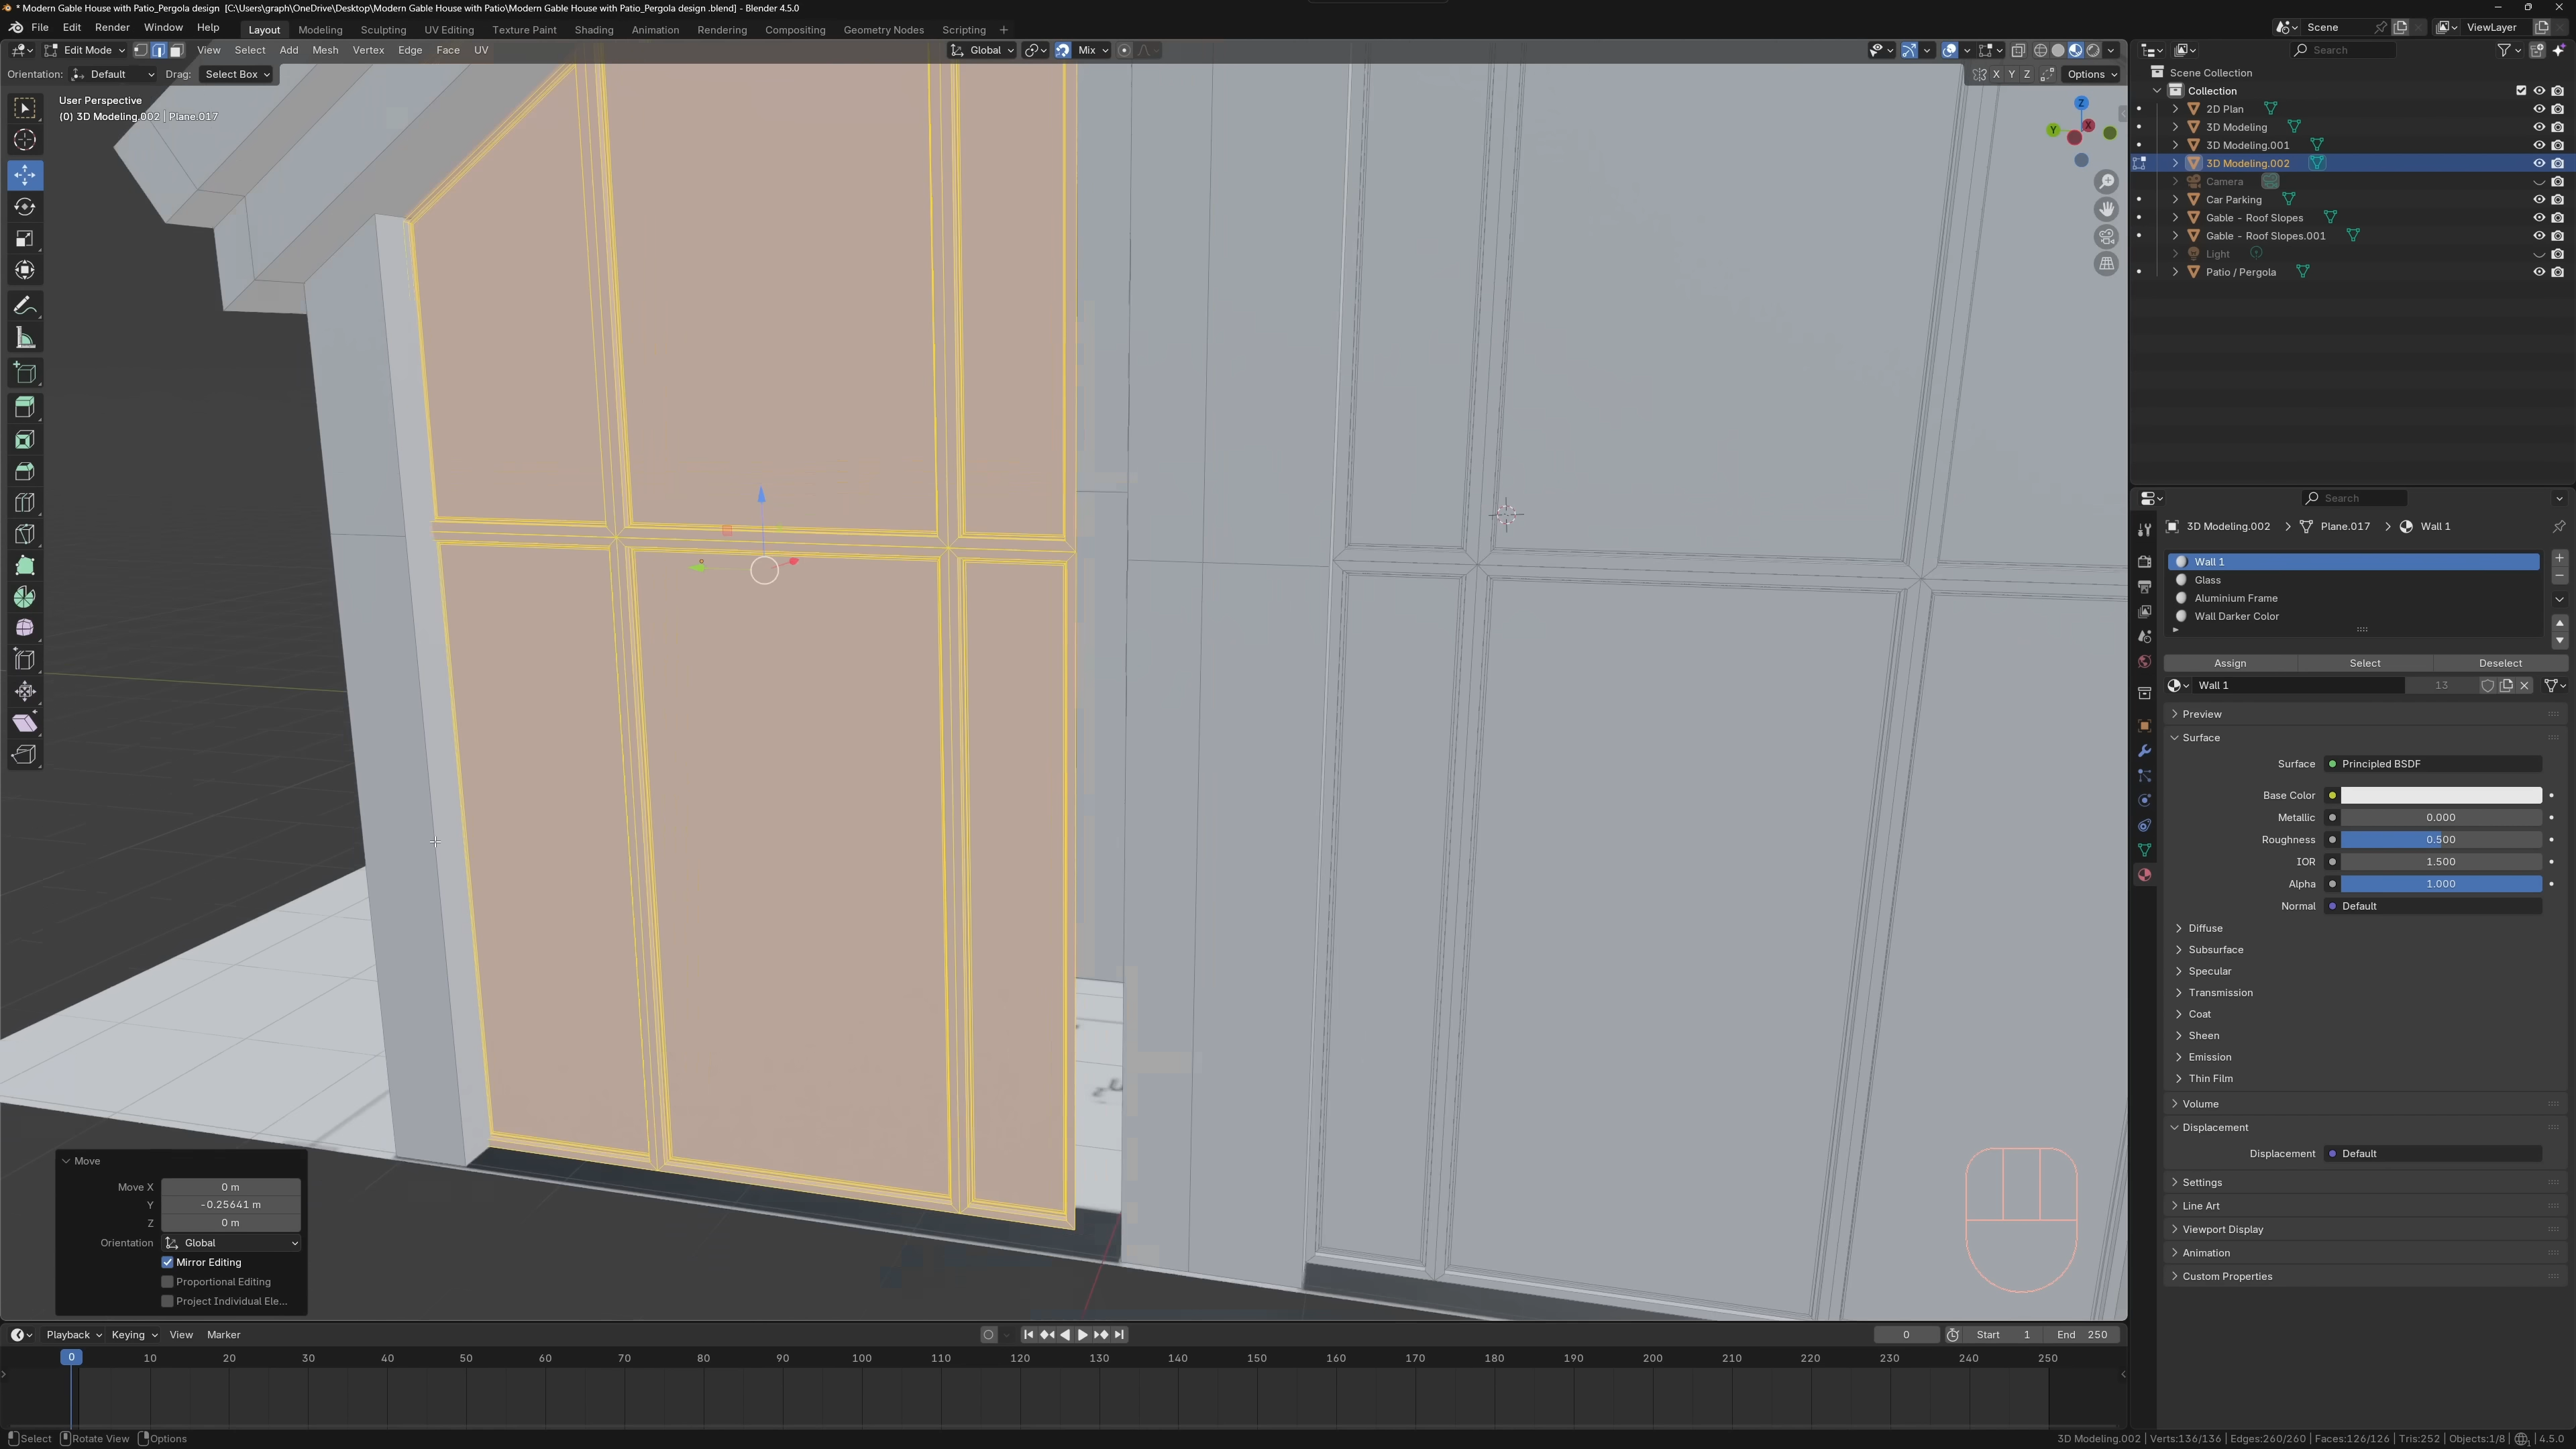 * Modern Gable House with Patio_Pergola design [C:\Users\graph\OneDrive\Desktop\Modern Gable House with Patio\Modern Gable House with Patio_Pergola design .blend] - Blender 4.5.0
File Edit Render Window Help Layout Modeling Sculpting UV Editing Texture Paint Shading Animation Rendering Compositing Geometry Nodes Scripting + Scene ViewLayer
Edit Mode View Select Add Mesh Vertex Edge Face UV Global Mix Search
Orientation: Default Drag: Select Box X Y Z Options
User Perspective
(0) 3D Modeling.002 | Plane.017
Z
Y X
Scene Collection
Collection
2D Plan
3D Modeling
3D Modeling.001
3D Modeling.002
Camera
Car Parking
Gable - Roof Slopes
Gable - Roof Slopes.001
Light
Patio / Pergola
Search
3D Modeling.002 > Plane.017 > Wall 1
Wall 1
Glass
Aluminium Frame
Wall Darker Color
Assign Select Deselect
Wall 1 13
Preview
Surface
Surface Principled BSDF
Base Color
Metallic 0.000
Roughness 0.500
IOR 1.500
Alpha 1.000
Normal Default
Diffuse
Subsurface
Specular
Transmission
Coat
Sheen
Emission
Thin Film
Volume
Displacement
Displacement Default
Settings
Line Art
Viewport Display
Animation
Custom Properties
Move
Move X 0 m
Y -0.25641 m
Z 0 m
Orientation Global
Mirror Editing
Proportional Editing
Project Individual Ele...
Playback Keying View Marker 0 Start 1 End 250
0 10 20 30 40 50 60 70 80 90 100 110 120 130 140 150 160 170 180 190 200 210 220 230 240 250
Select Rotate View Options 3D Modeling.002 | Verts:136/136 | Edges:260/260 | Faces:126/126 | Tris:252 | Objects:1/8 | 4.5.0